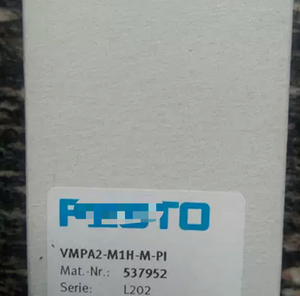 FESTO
VMPA2-M1H-M-PI
Mat.-Nr.: 537952
Serie: L202